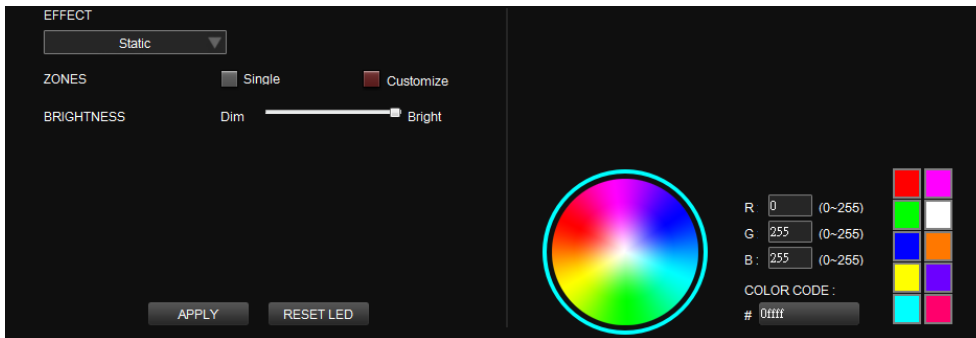 EFFECT
Static
ZONES Single Customize
BRIGHTNESS Dim Bright
APPLY RESET LED
R 0 (0~255)
G 255 (0~255)
B : 255 (0~255)
COLOR CODE :
# 0ffff